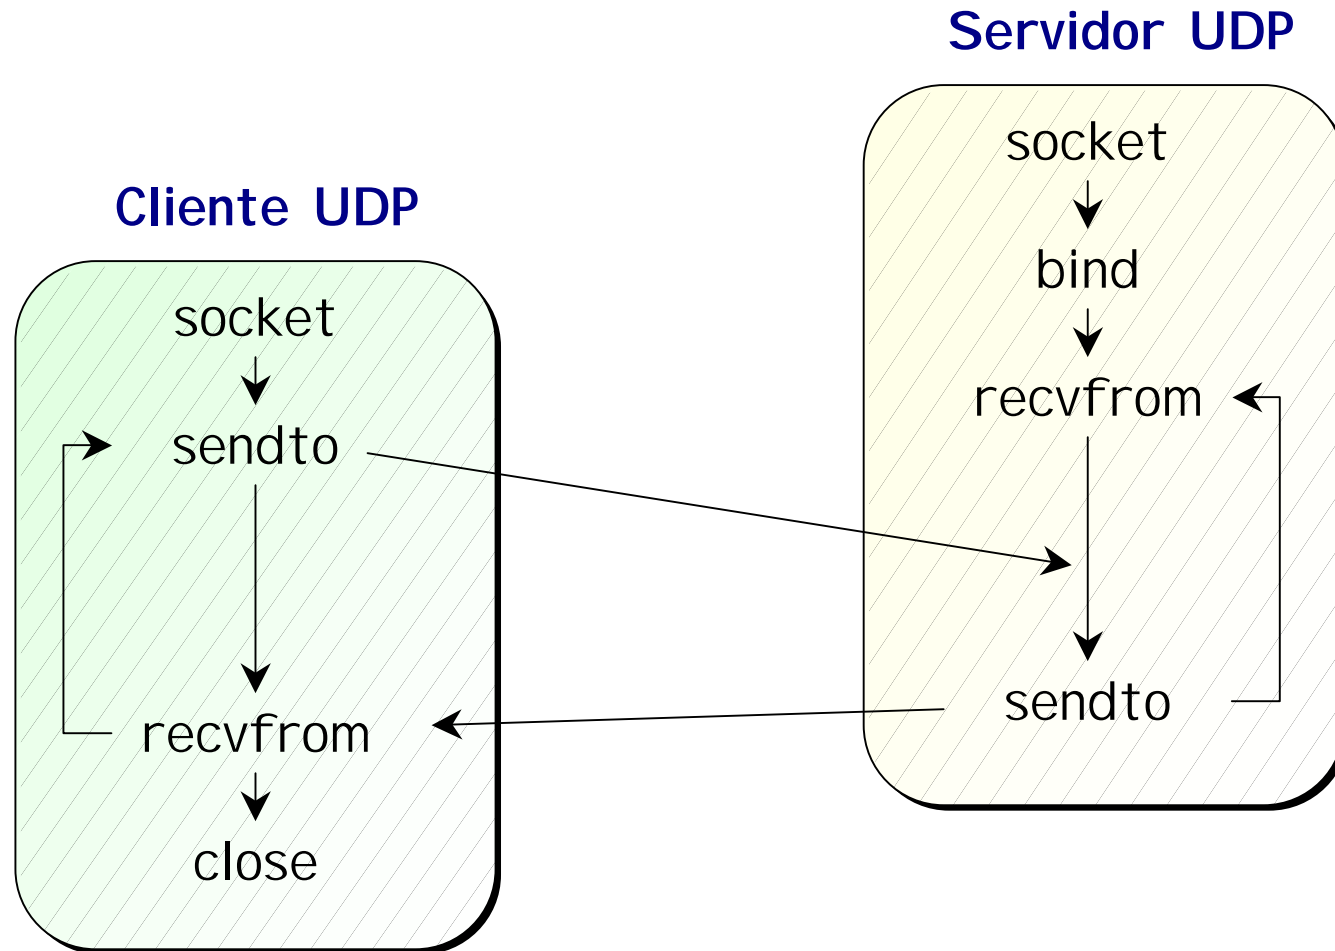 Servidor UDP
socket
bind
recvfrom
sendto
Cliente UDP
socket
sendto
recvfrom
close